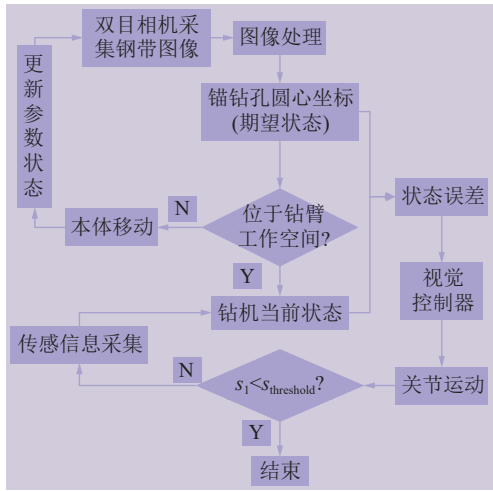 双目相机采
集钢带图像
图像处理
更新参数状态
锚钻孔圆心坐标
(期望状态)
N
位于钻臂
工作空间?
本体移动
状态误差
Y
视觉
控制器
钻机当前状态
传感信息采集
N
s₁<s_threshold?
关节运动
Y
结束